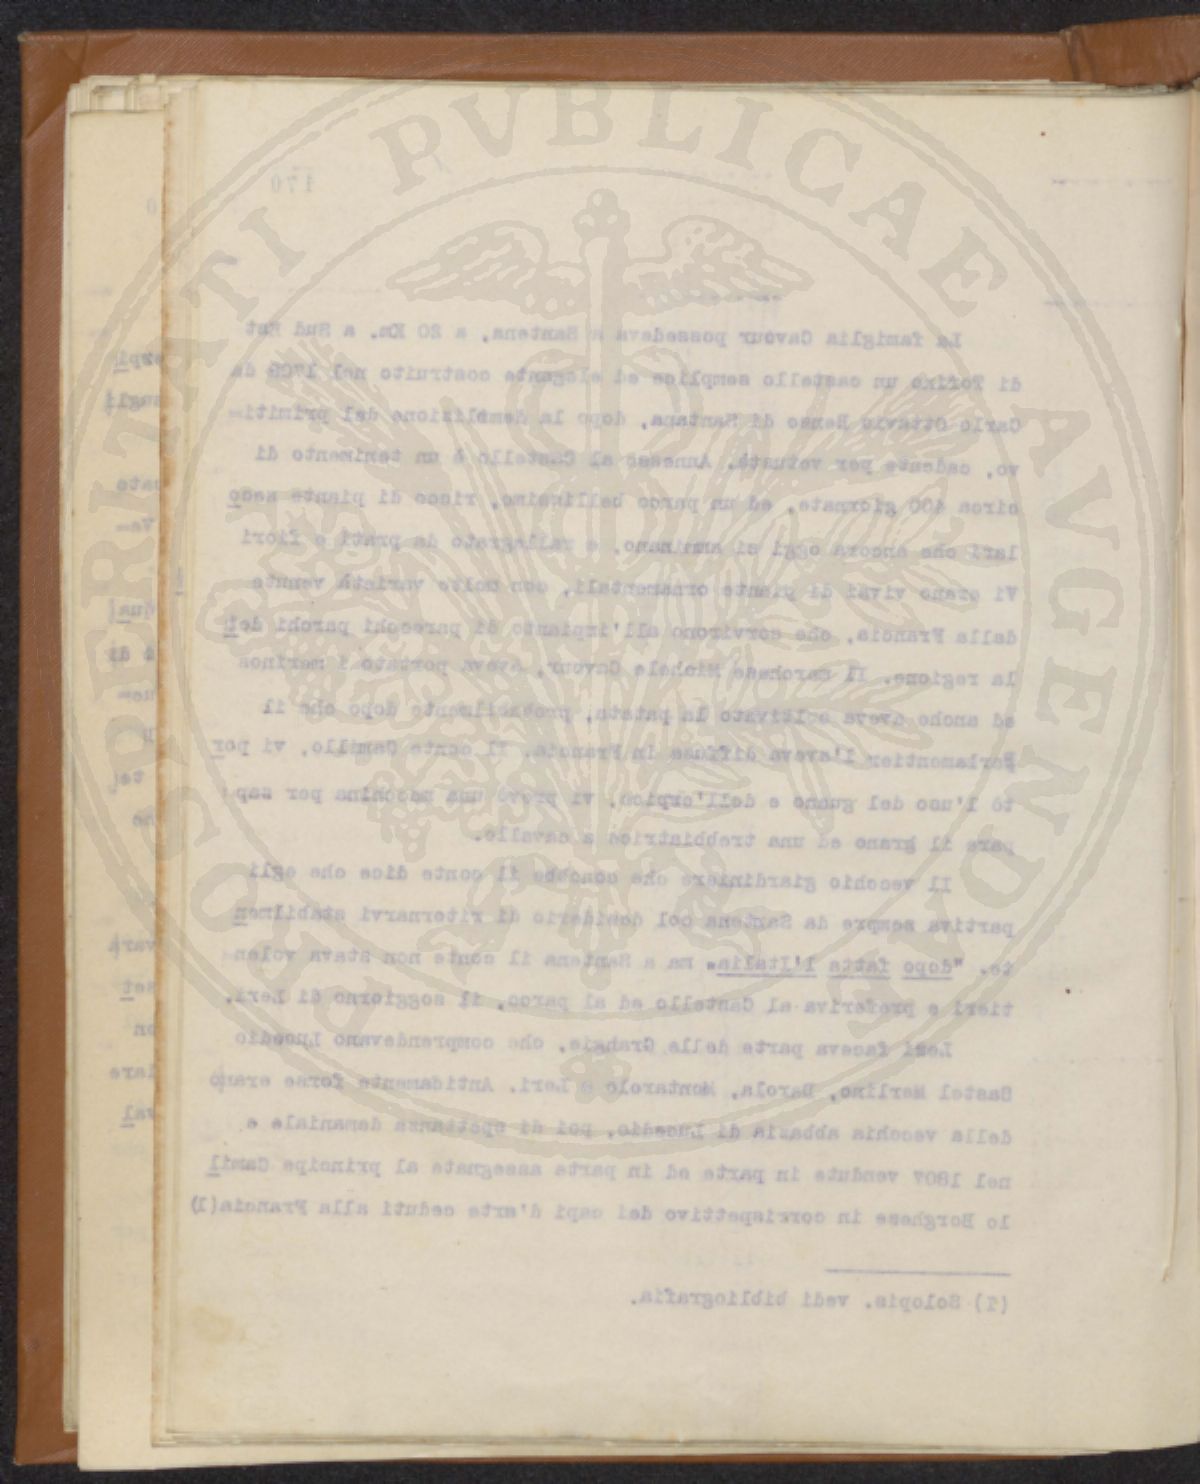 170
La famiglia Cavour possedeva a Santena, a 20 Km. a Sud Est
di Torino un castello semplice ed elegante costruito nel da
Carlo Ottavio Benso di Santena, dopo la demolizione del primiti=
vo, cadente per vetustà. Annesso al Castello è un tenimento di
circa 400 giornate, ed un parco bellissimo, ricco di piante seco
lari che ancora oggi si ammirano, e rallegrato da prati e fiori
Vi erano vivai di piante ornamentali, con molte varietà venute
dalla Francia, che servirono all'impianto di parecchi parchi del
la regione. Il marchese Michele Cavour, aveva portato i merinos
ed anche aveva coltivato la patata, probabilmente dopo che il
Parlamentier l'aveva diffusa in Francia. Il conte Camillo, vi por
tò l'uso del guano e dell'erpice, vi provò una macchina per sap=
pare il grano ed una trebbiatrice a cavallo.
Il vecchio giardiniere che conobbe il conte dice che egli
partiva sempre da Santena col desiderio di ritornarvi stabilmen
te. "dopo fatta l'Italia. ma a Santena il conte non stava volen
tieri e preferiva al Castello ed al parco, il soggiorno di Leri.
Leri faceva parte della Grangie, che comprendevano Lucedio
Castel Merlino, Darola, Montarolo e Leri. Antidamente forse erano
della vecchia abbazia di Lucedio, poi di spettanza demaniale e
nel 1807 vendute in parte ed in parte assegnate al principe Camil
lo Borghese in corrispettivo dei capi d'arte ceduti alla Francia(1)
(1) Solopis. vedi bibliografia.
PROSPERITATI PVBLICAE AVGENDAE